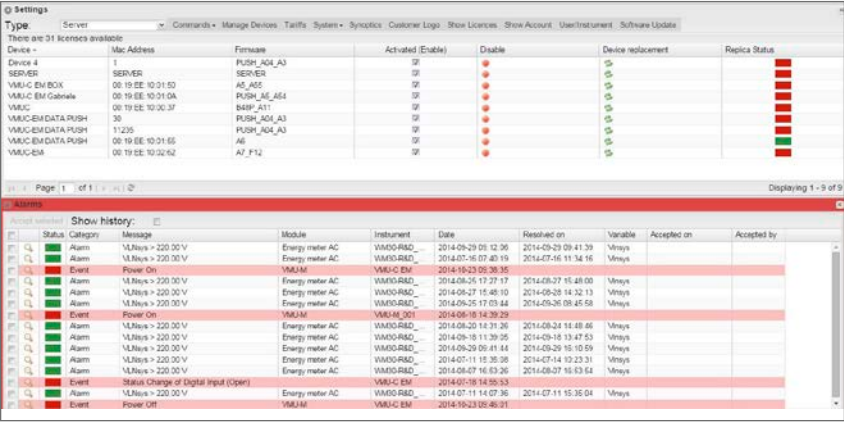 Settings
Type: Server Commands Manage Devices Tariffs System Synoptics Customer Logo Show Licences Show Account User/Instrument Software Update
There are 31 licenses available
Device Mac Address Firmware Activated (Enable) Disable Device replacement Replica Status
Device 4 1 PUSH_A04_A3
SERVER SERVER SERVER
VMU-C EM BOX 00:19:EE:10:01:50 A5_A55
VMU-C EM Gabriele 00:19:EE:10:01:0A PUSH_A5_A54
VMUC 00:19:EE:10:00:37 B48P_A11
VMUC-EM DATA PUSH 30 PUSH_A04_A3
VMUC-EM DATA PUSH 11235 PUSH_A04_A3
VMUC-EM DATA PUSH 00:19:EE:10:01:55 A6
VMUC-EM 00:19:EE:10:02:62 A7_F12
Page 1 of 1 Displaying 1 - 9 of 9
Alarms
Accept selected Show history:
Status Category Message Module Instrument Date Resolved on Variable Accepted on Accepted by
Alarm VLNsys > 220.00 V Energy meter AC WM30-R&D_... 2014-09-29 09:12:06 2014-09-29 09:41:39 Vlnsys
Alarm VLNsys > 220.00 V Energy meter AC WM30-R&D_... 2014-07-16 07:40:19 2014-07-16 11:34:16 Vlnsys
Event Power On VMU-M VMU-C EM 2014-10-23 09:38:35
Alarm VLNsys > 220.00 V Energy meter AC WM30-R&D_... 2014-08-25 17:27:17 2014-08-27 15:48:00 Vlnsys
Alarm VLNsys > 220.00 V Energy meter AC WM30-R&D_... 2014-08-27 15:48:10 2014-08-28 14:32:13 Vlnsys
Alarm VLNsys > 220.00 V Energy meter AC WM30-R&D_... 2014-09-25 17:03:44 2014-09-26 08:45:58 Vlnsys
Event Power On VMU-M VMU-M_001 2014-08-18 14:39:29
Alarm VLNsys > 220.00 V Energy meter AC WM30-R&D_... 2014-08-20 14:31:26 2014-08-24 14:48:46 Vlnsys
Alarm VLNsys > 220.00 V Energy meter AC WM30-R&D_... 2014-09-18 11:39:05 2014-09-18 13:47:53 Vlnsys
Alarm VLNsys > 220.00 V Energy meter AC WM30-R&D_... 2014-09-29 09:41:44 2014-09-29 16:10:59 Vlnsys
Alarm VLNsys > 220.00 V Energy meter AC WM30-R&D_... 2014-07-11 15:35:08 2014-07-14 10:23:31 Vlnsys
Alarm VLNsys > 220.00 V Energy meter AC WM30-R&D_... 2014-08-07 16:53:26 2014-08-07 16:53:54 Vlnsys
Event Status Change of Digital Input (Open) VMU-C EM 2014-07-18 14:55:53
Alarm VLNsys > 220.00 V Energy meter AC WM30-R&D_... 2014-07-11 14:07:36 2014-07-11 15:35:04 Vlnsys
Event Power Off VMU-M VMU-C EM 2014-10-23 09:46:01